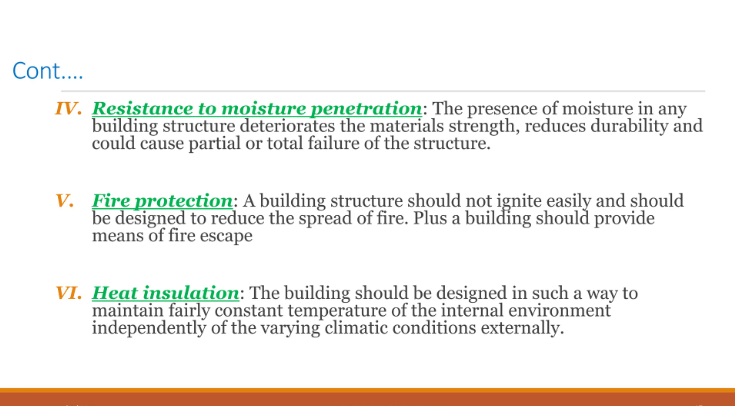 Cont....
IV. Resistance to moisture penetration: The presence of moisture in any
building structure deteriorates the materials strength, reduces durability and
could cause partial or total failure of the structure.
V. Fire protection: A building structure should not ignite easily and should
be designed to reduce the spread of fire. Plus a building should provide
means of fire escape
VI. Heat insulation: The building should be designed in such a way to
maintain fairly constant temperature of the internal environment
independently of the varying climatic conditions externally.